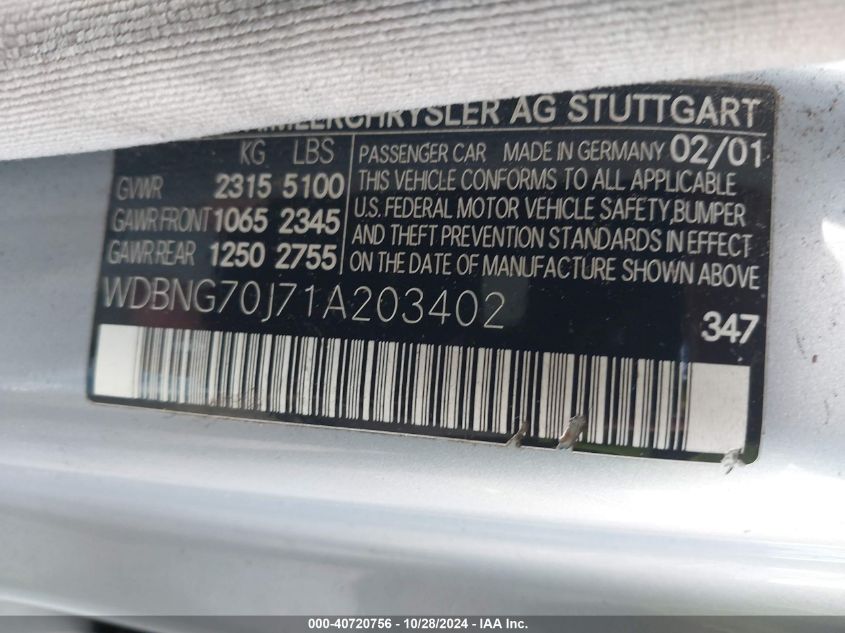 CHRYSLER AG STUTTGART
KG LBS
GVWR 2315 5100
GAWR FRONT 1065 2345
GAWR REAR 1250 2755
PASSENGER CAR MADE IN GERMANY 02/01
THIS VEHICLE CONFORMS TO ALL APPLICABLE
U.S. FEDERAL MOTOR VEHICLE SAFETY,BUMPER
AND THEFT PREVENTION STANDARDS IN EFFECT
ON THE DATE OF MANUFACTURE SHOWN ABOVE
WDBNG70J71A203402
347
000-40720756 - 10/28/2024 - IAA Inc.